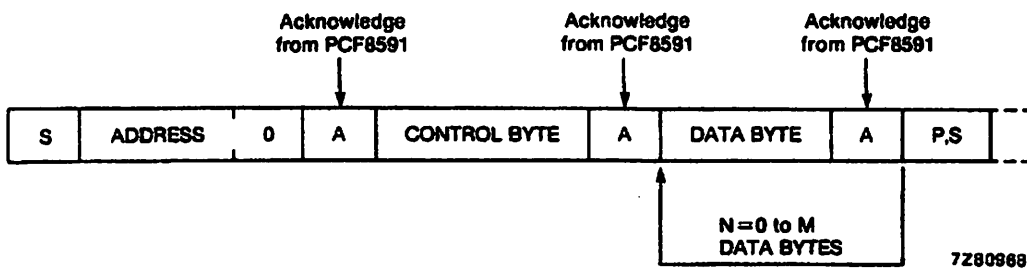 Acknowledge
from PCF8591
Acknowledge
from PCF8591
Acknowledge
from PCF8591
S ADDRESS 0 A CONTROL BYTE A DATA BYTE A P,S
N=0 to M
DATA BYTES
7Z80968